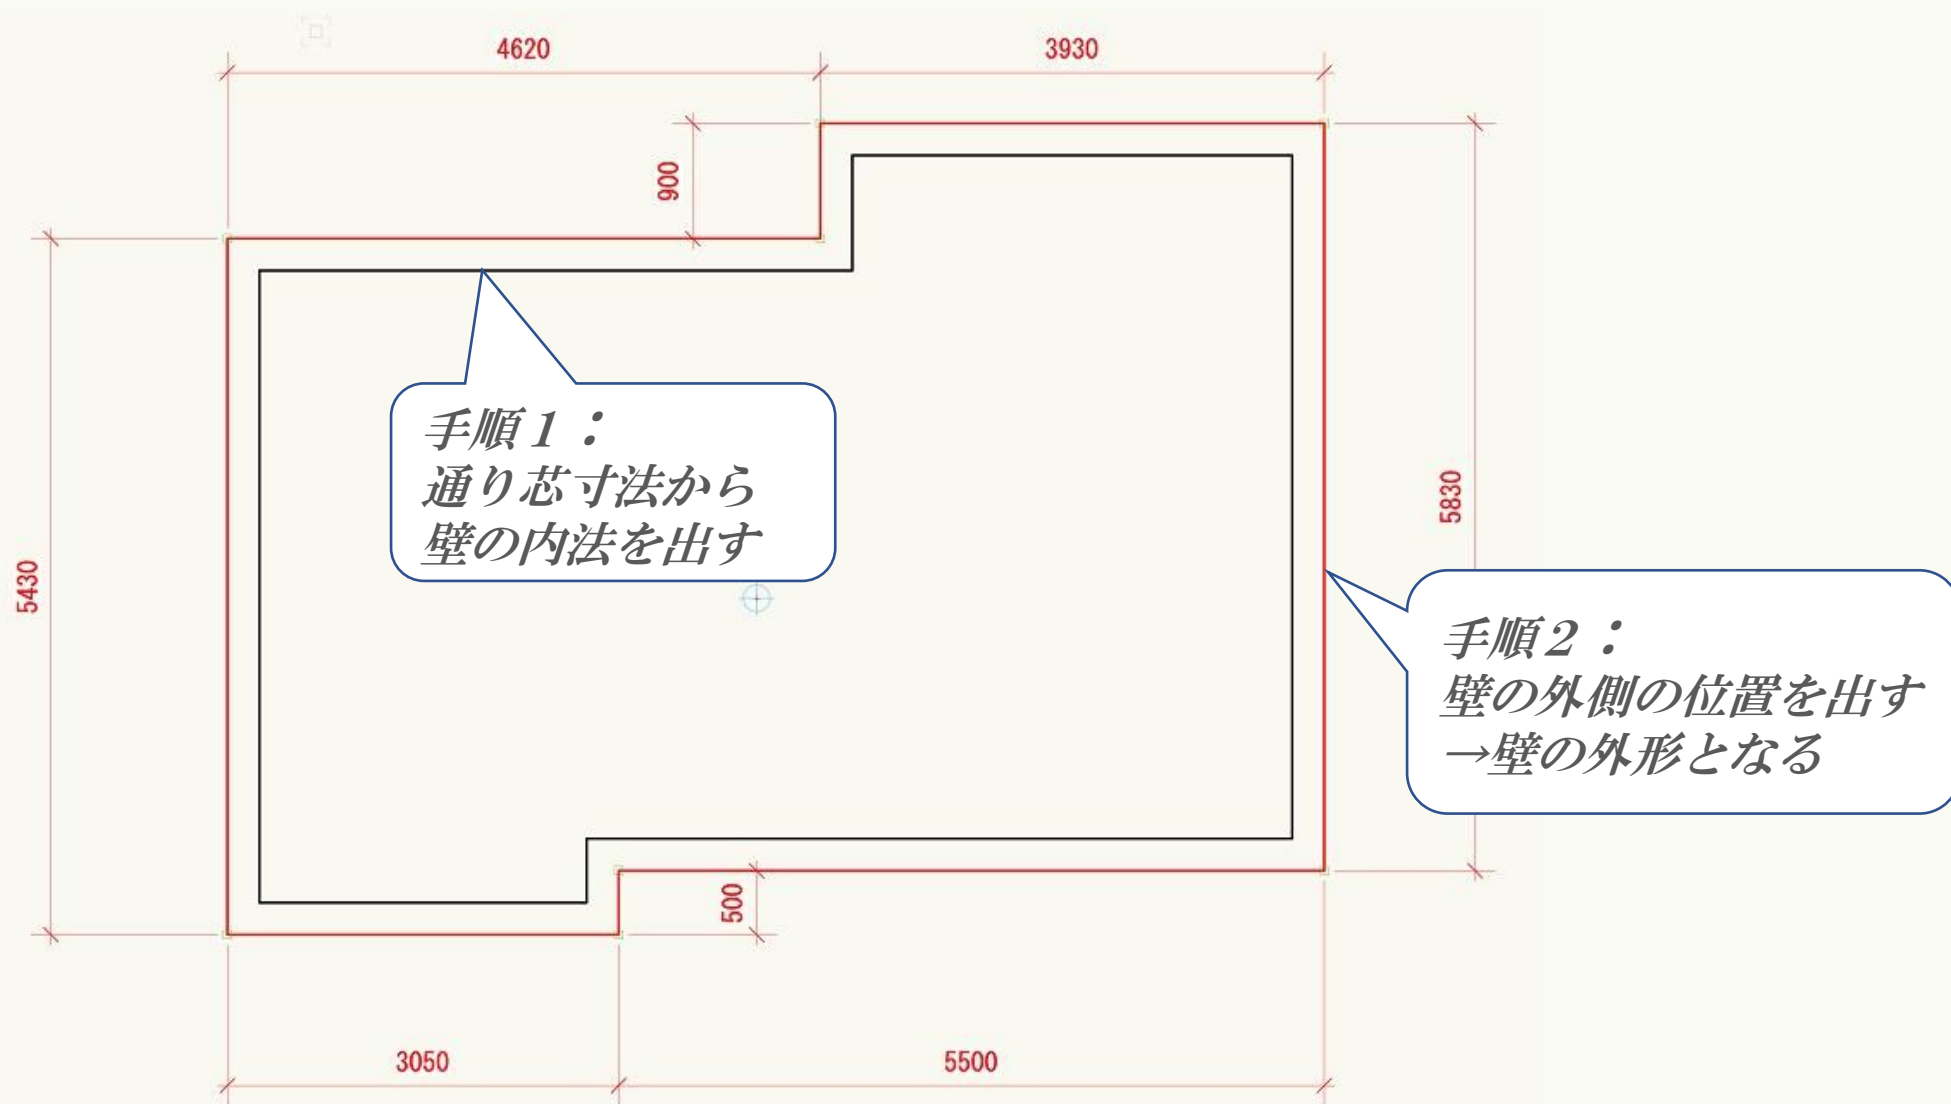 4620
3930
900
5430
5830
手順１：
通り芯寸法から
壁の内法を出す
手順２：
壁の外側の位置を出す
→壁の外形となる
500
3050
5500